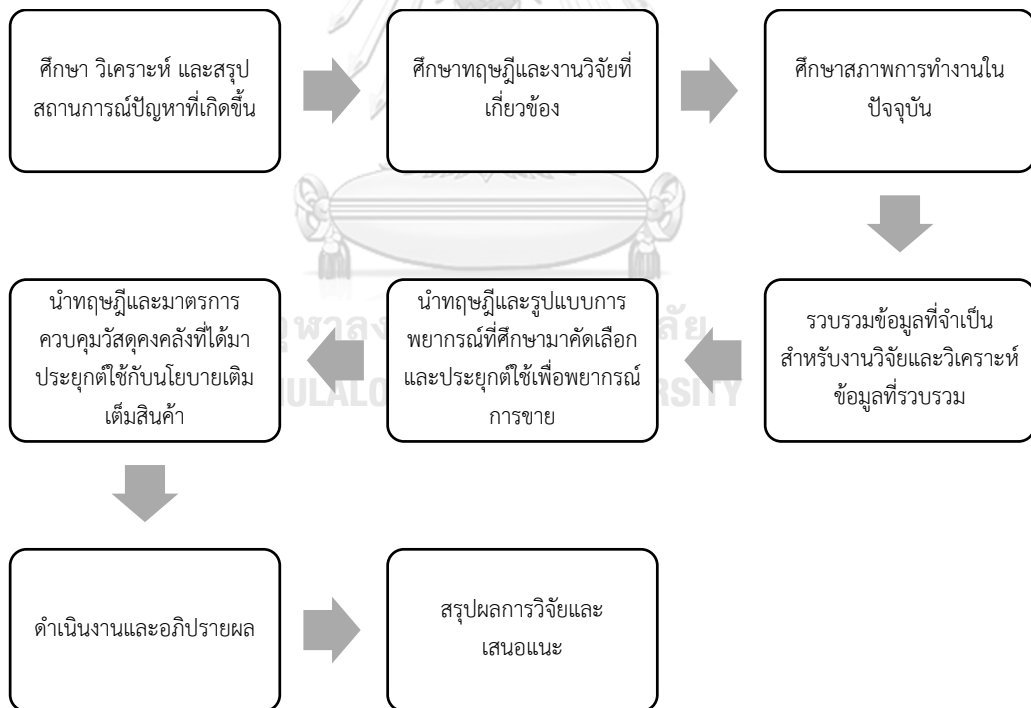 ศึกษา วิเคราะห์ และสรุป
สถานการณ์ปัญหาที่เกิดขึ้น
ศึกษาทฤษฎีและงานวิจัยที่
เกี่ยวข้อง
ศึกษาสภาพการทำงานใน
ปัจจุบัน
รวบรวมข้อมูลที่จำเป็น
สำหรับงานวิจัยและวิเคราะห์
ข้อมูลที่รวบรวม
นำทฤษฎีและรูปแบบการ
พยากรณ์ที่ศึกษามาคัดเลือก
และประยุกต์ใช้เพื่อพยากรณ์
การขาย
นำทฤษฎีและมาตรการ
ควบคุมวัสดุคงคลังที่ได้มา
ประยุกต์ใช้กับนโยบายเติม
เต็มสินค้า
ดำเนินงานและอภิปรายผล
สรุปผลการวิจัยและ
เสนอแนะ